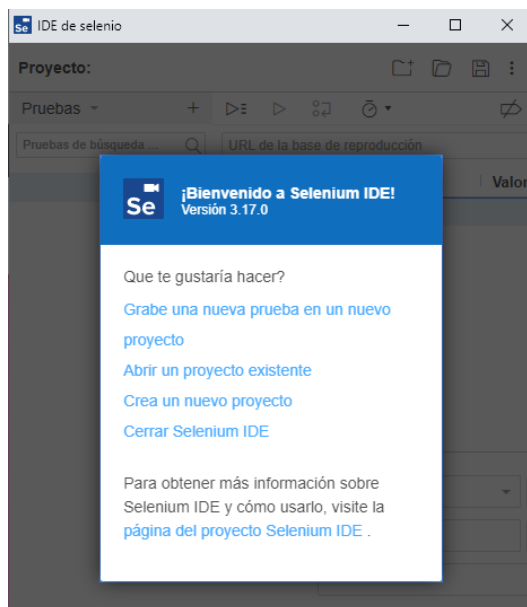 Se IDE de selenio
Proyecto:
Pruebas
Pruebas de búsqueda ... URL de la base de reproducción
Valor
Se ¡Bienvenido a Selenium IDE!
Versión 3.17.0
Que te gustaría hacer?
Grabe una nueva prueba en un nuevo
proyecto
Abrir un proyecto existente
Crea un nuevo proyecto
Cerrar Selenium IDE
Para obtener más información sobre
Selenium IDE y cómo usarlo, visite la
página del proyecto Selenium IDE .